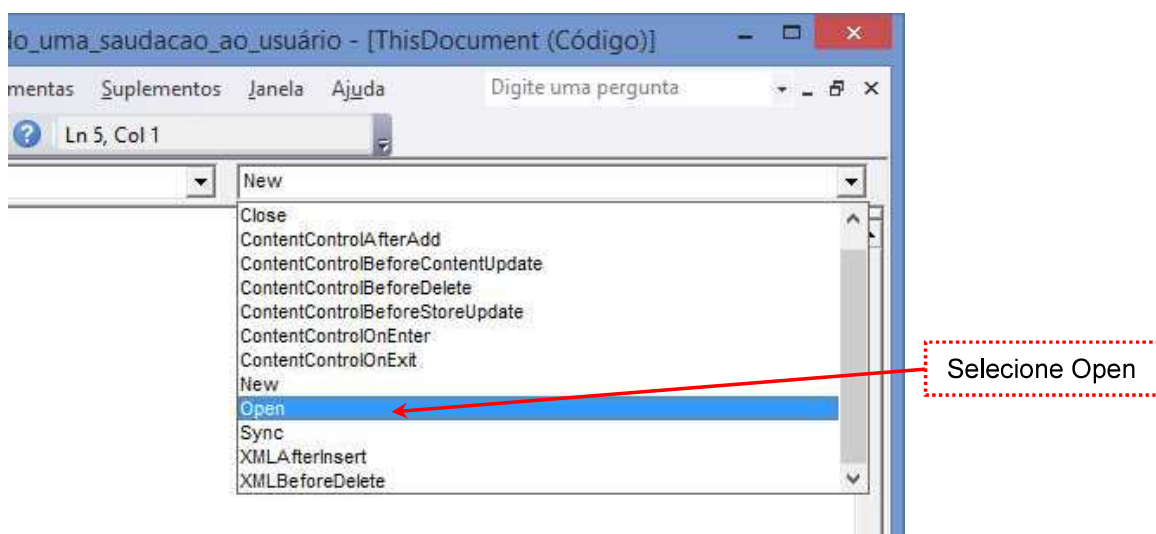 do_uma_saudacao_ao_usuário - [ThisDocument (Código)]
mentas Suplementos Janela Ajuda Digite uma pergunta
Ln 5, Col 1
New
Close
ContentControlAfterAdd
ContentControlBeforeContentUpdate
ContentControlBeforeDelete
ContentControlBeforeStoreUpdate
ContentControlOnEnter
ContentControlOnExit
New
Open
Selecione Open
Sync
XMLAfterInsert
XMLBeforeDelete